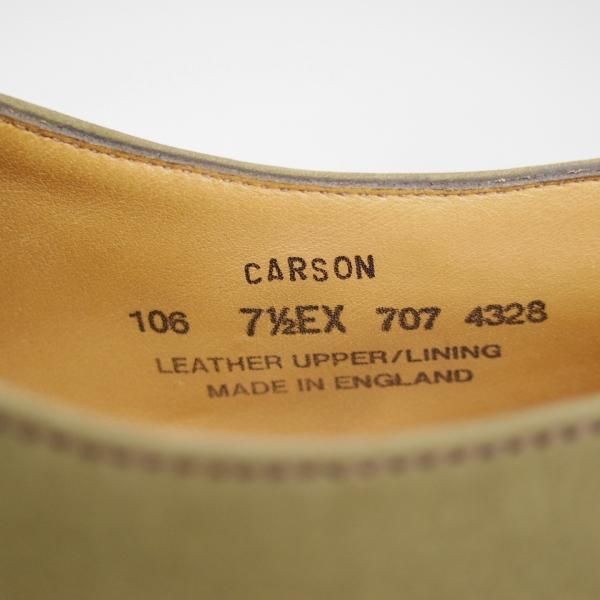 CARSON
106 7½EX 707 4328
LEATHER UPPER/LINING
MADE IN ENGLAND